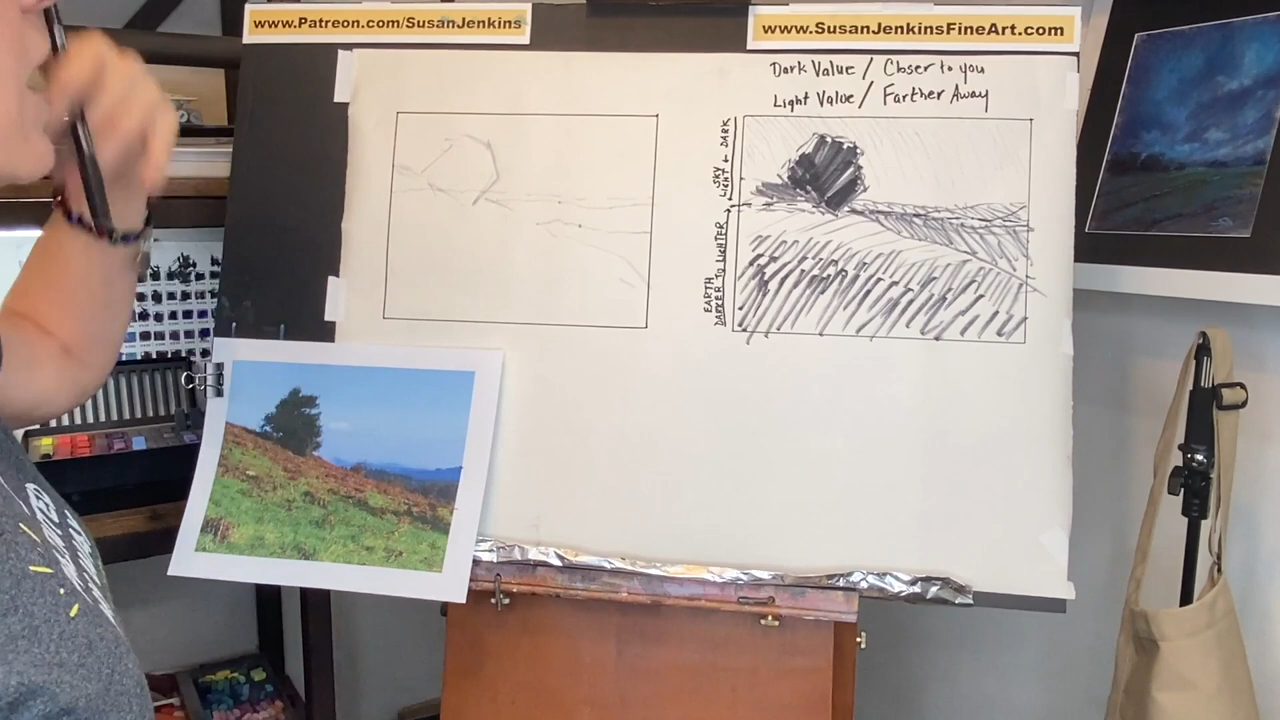 www.Patreon.com/SusanJenkins
www.SusanJenkinsFineArt.com
Dark Value / Closer to you
Light Value / Farther Away
SKY
LIGHT ← DARK
EARTH
DARKER TO LIGHTER →